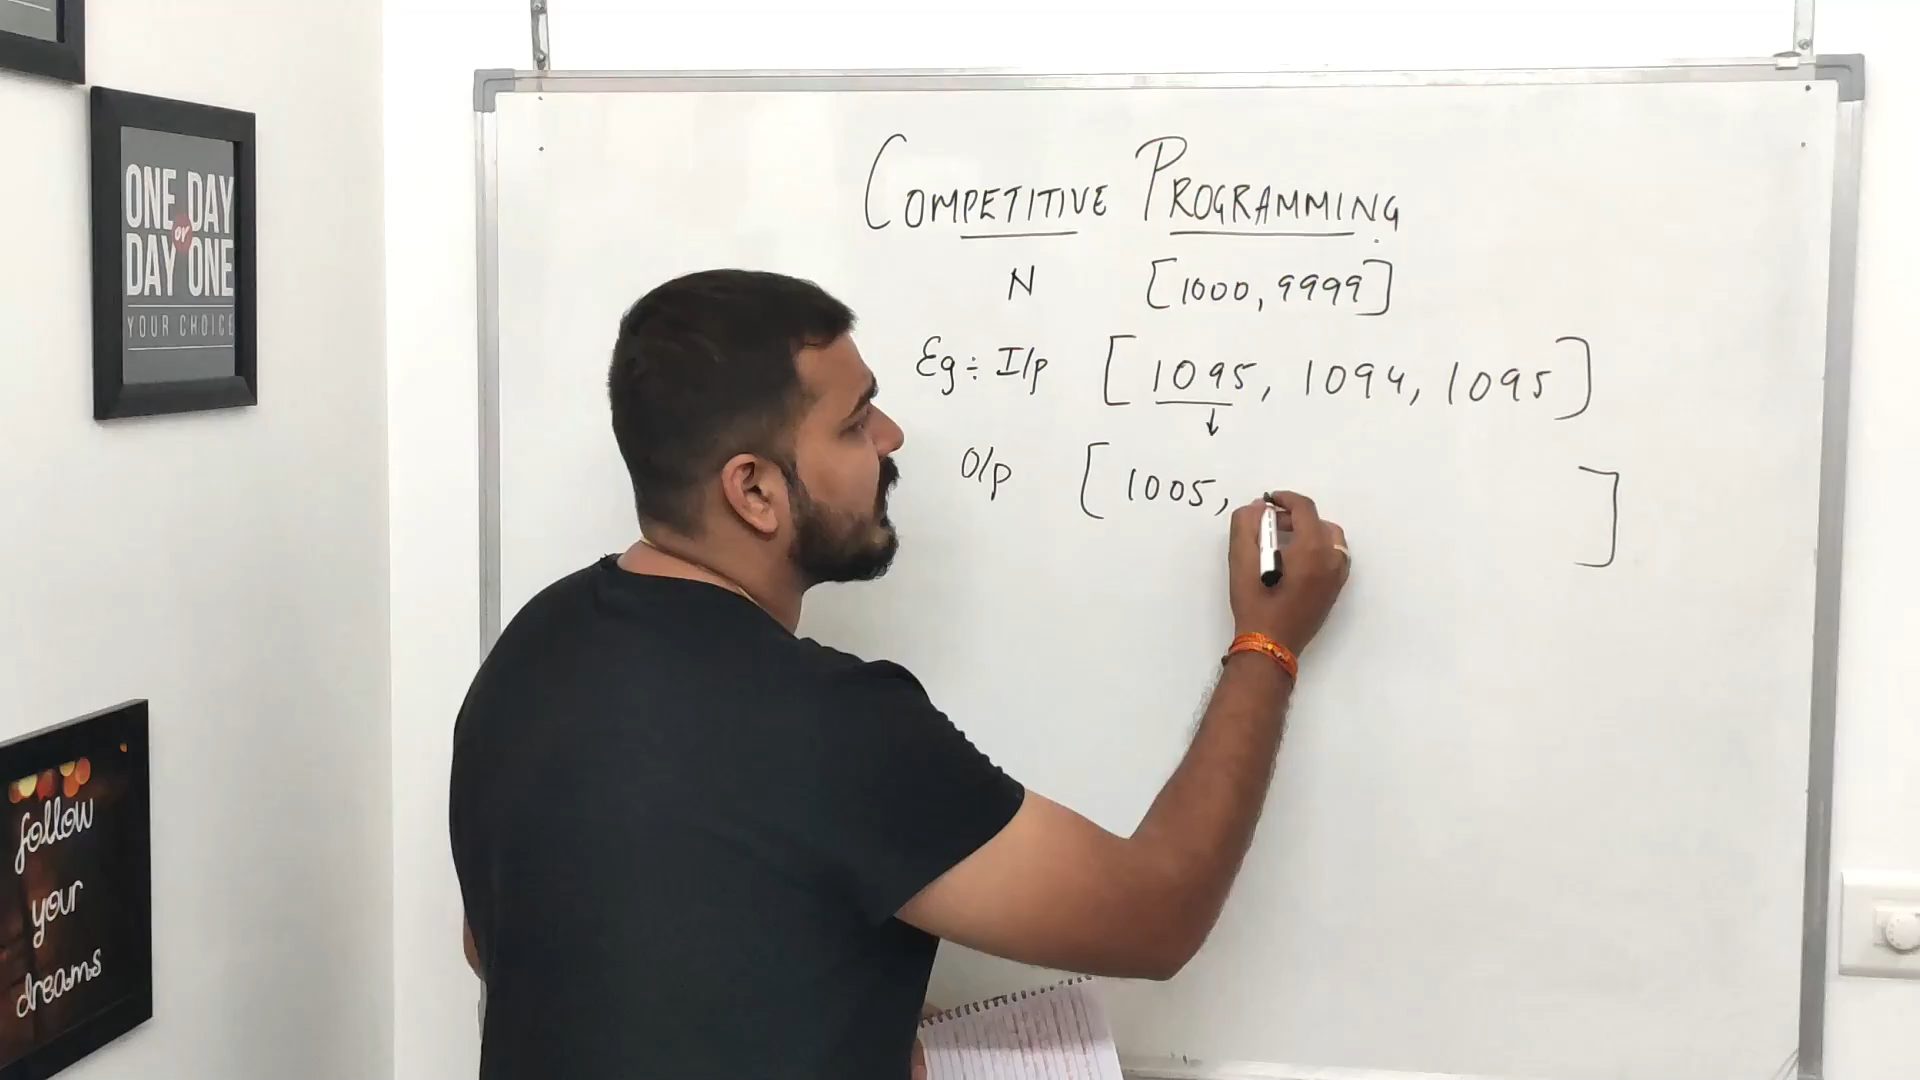 ONE DAY
or
DAY ONE
YOUR CHOICE
COMPETITIVE PROGRAMMING
N [1000, 9999]
Eg ÷ I/p [1095, 1094, 1095]
O/p [1005, ]
follow
your
dreams